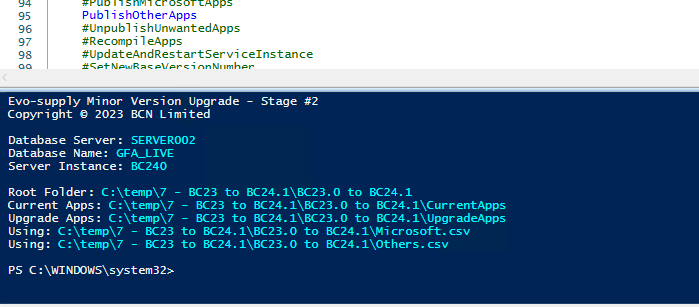 94 #PublishMicrosoftApps
95 PublishOtherApps
96 #UnpublishUnwantedApps
97 #RecompileApps
98 #UpdateAndRestartServiceInstance
99 #SetNewBaseVersionNumber
Evo-supply Minor Version Upgrade - Stage #2
Copyright © 2023 BCN Limited
Database Server: SERVER002
Database Name: GFA_LIVE
Server Instance: BC240
Root Folder: C:\temp\7 - BC23 to BC24.1\BC23.0 to BC24.1
Current Apps: C:\temp\7 - BC23 to BC24.1\BC23.0 to BC24.1\CurrentApps
Upgrade Apps: C:\temp\7 - BC23 to BC24.1\BC23.0 to BC24.1\UpgradeApps
Using: C:\temp\7 - BC23 to BC24.1\BC23.0 to BC24.1\Microsoft.csv
Using: C:\temp\7 - BC23 to BC24.1\BC23.0 to BC24.1\Others.csv
PS C:\WINDOWS\system32>